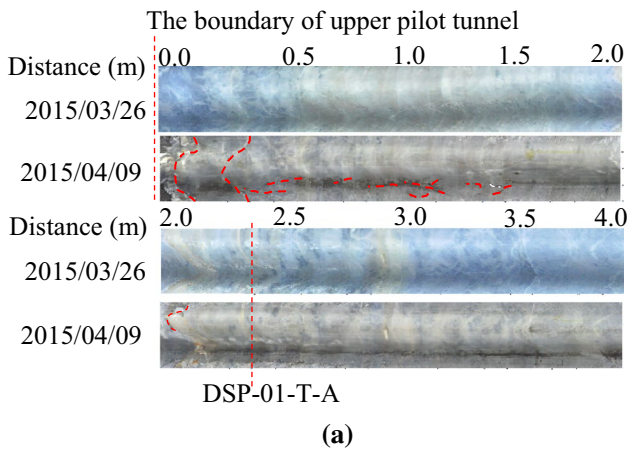 The boundary of upper pilot tunnel
Distance (m) 0.0 0.5 1.0 1.5 2.0
2015/03/26
2015/04/09
Distance (m) 2.0 2.5 3.0 3.5 4.0
2015/03/26
2015/04/09
DSP-01-T-A
(a)